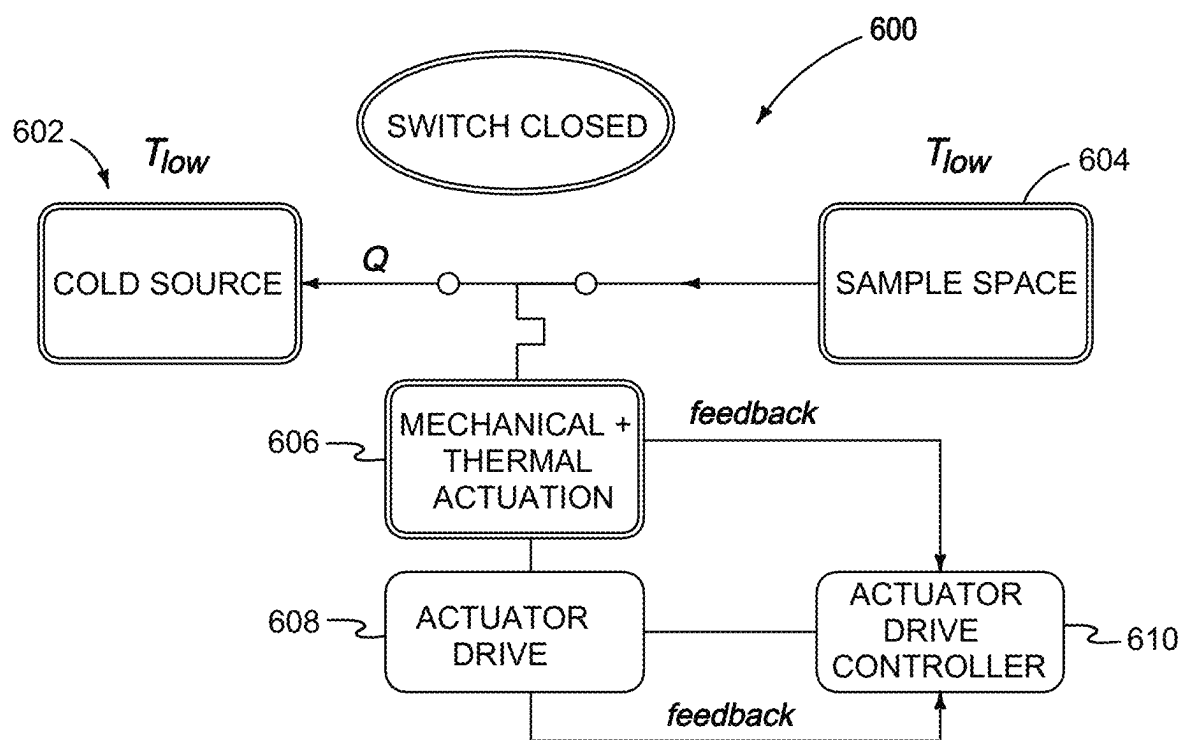 600
SWITCH CLOSED
602
T_low
T_low
604
COLD SOURCE
Q
SAMPLE SPACE
606
MECHANICAL +
THERMAL
ACTUATION
feedback
608
ACTUATOR
DRIVE
ACTUATOR
DRIVE
CONTROLLER
610
feedback